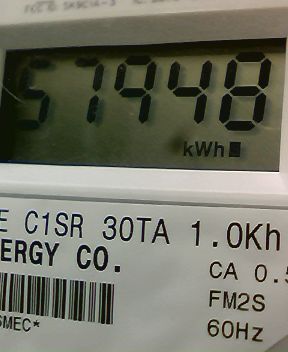 57948
kWh
E C1SR 30TA 1.0Kh
ERGY CO.
CA 0.5
FM2S
SMEC*
60Hz